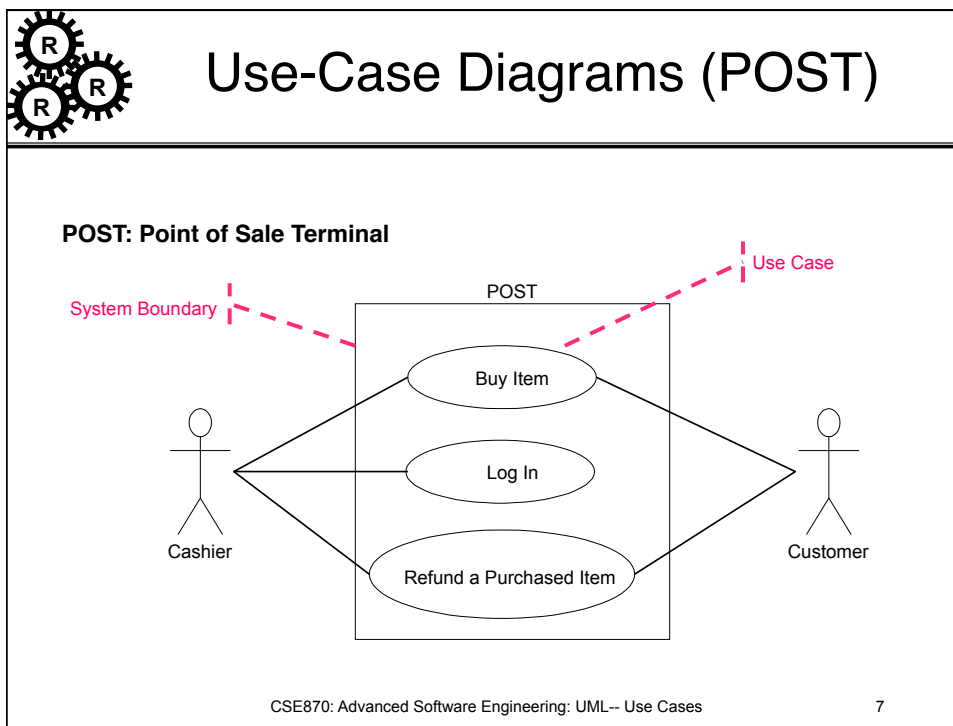 R
R
R
Use-Case Diagrams (POST)
POST: Point of Sale Terminal
Use Case
System Boundary
POST
Buy Item
Log In
Cashier
Customer
Refund a Purchased Item
CSE870: Advanced Software Engineering: UML-- Use Cases
7